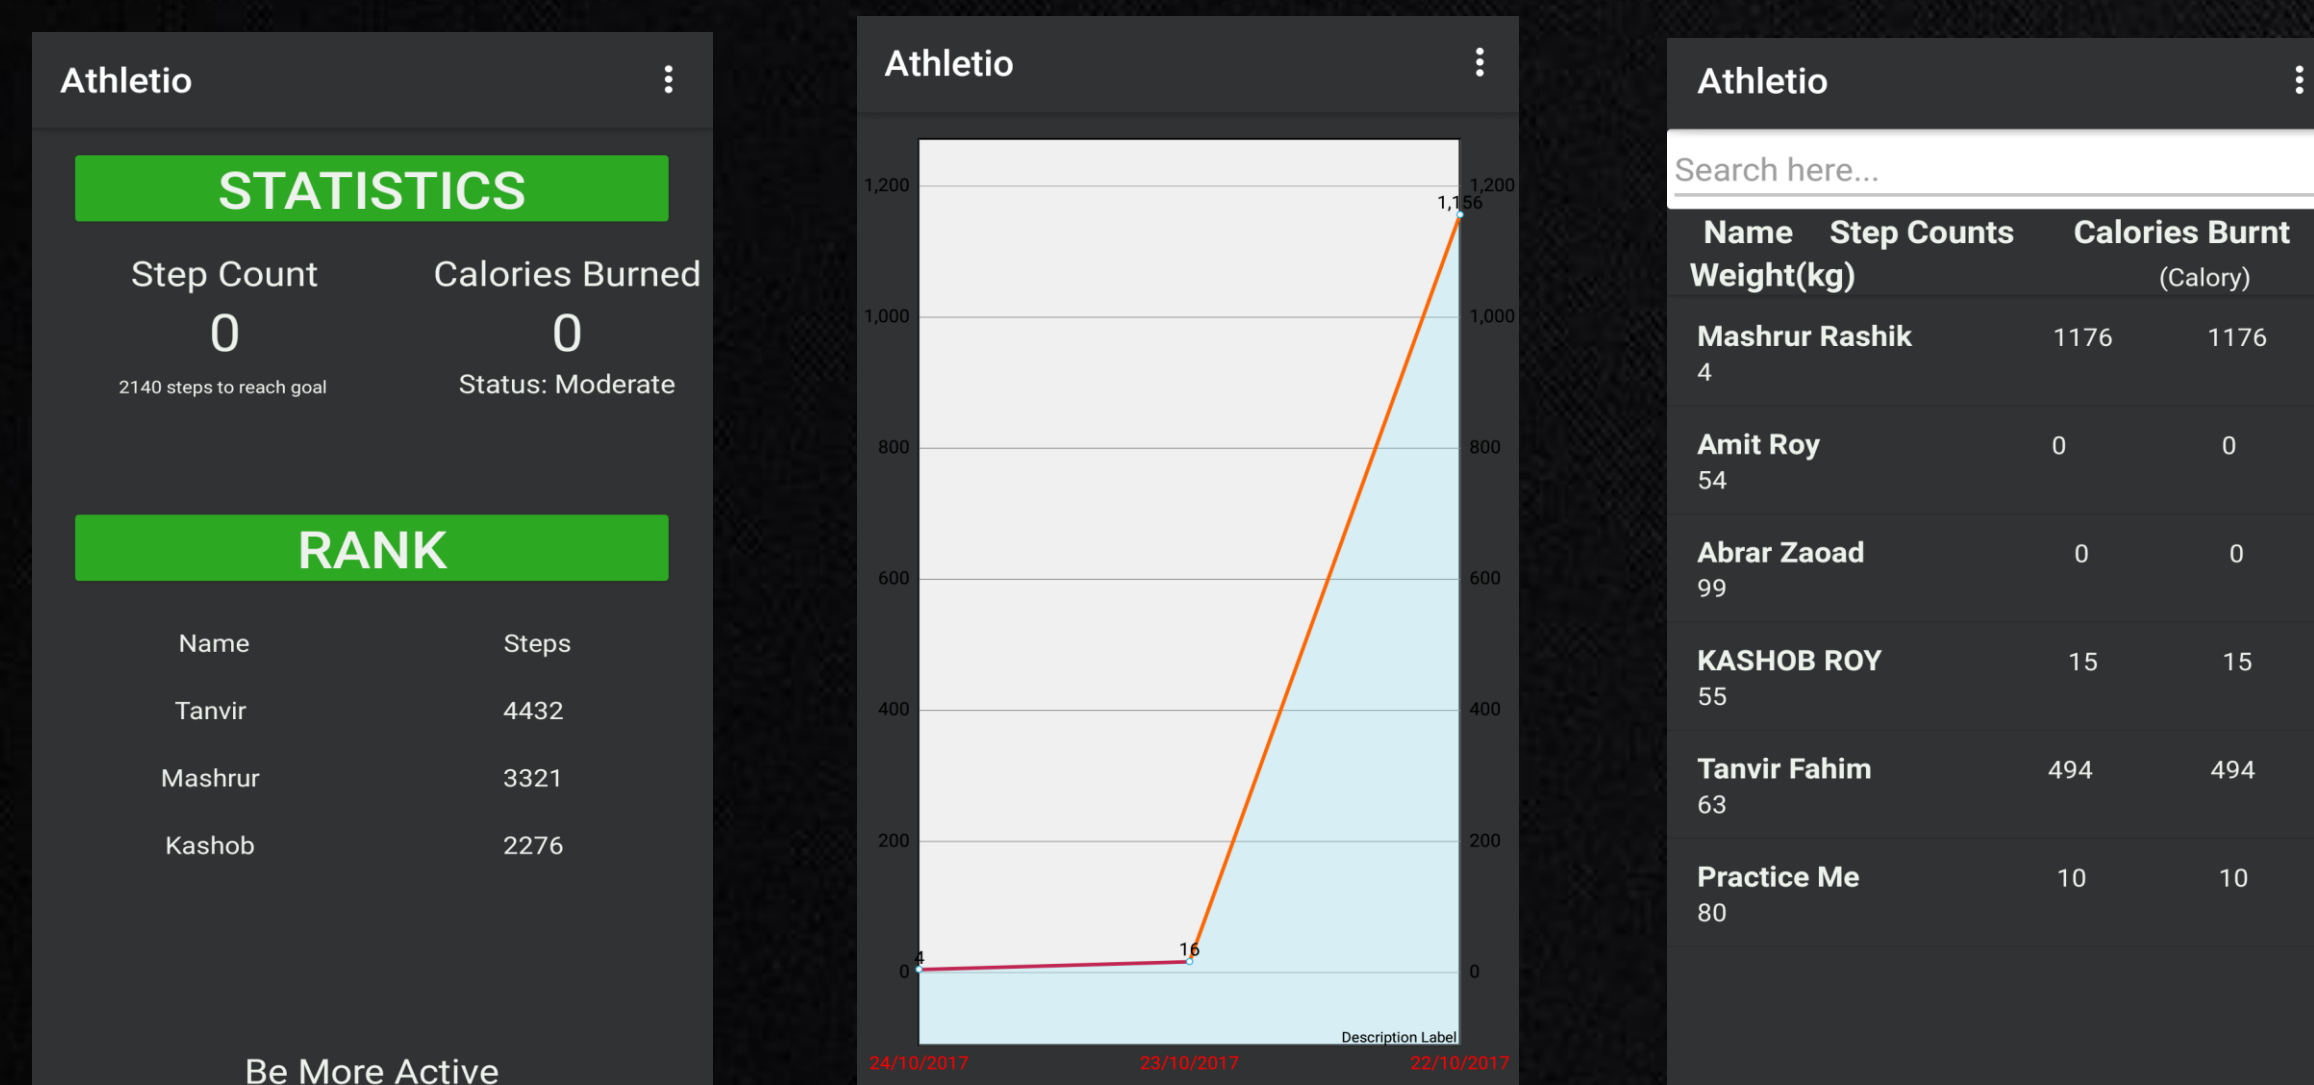 Athletio
STATISTICS
Step Count Calories Burned
0 0
2140 steps to reach goal Status: Moderate
RANK
Name Steps
Tanvir 4432
Mashrur 3321
Kashob 2276
Be More Active
Athletio
1,200 1,200
1,156
1,000 1,000
800 800
600 600
400 400
200 200
16
4
0 0
Description Label
24/10/2017 23/10/2017 22/10/2017
Athletio
Search here...
Name Step Counts Calories Burnt
Weight(kg) (Calory)
Mashrur Rashik 1176 1176
4
Amit Roy 0 0
54
Abrar Zaoad 0 0
99
KASHOB ROY 15 15
55
Tanvir Fahim 494 494
63
Practice Me 10 10
80